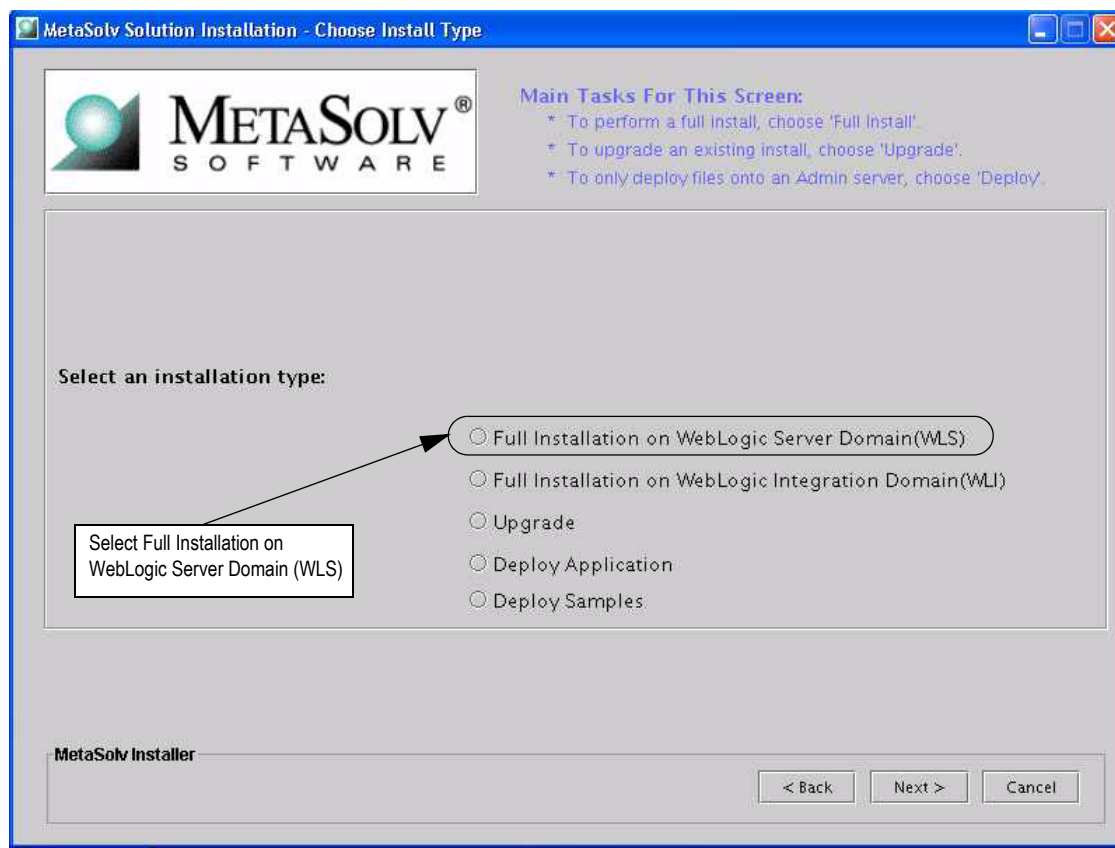 MetaSolv Solution Installation - Choose Install Type
METASOLV®
SOFTWARE
Main Tasks For This Screen:
* To perform a full install, choose 'Full Install'.
* To upgrade an existing install, choose 'Upgrade'.
* To only deploy files onto an Admin server, choose 'Deploy'.
Select an installation type:
Full Installation on WebLogic Server Domain(WLS)
Full Installation on WebLogic Integration Domain(WLI)
Upgrade
Deploy Application
Deploy Samples
Select Full Installation on
WebLogic Server Domain (WLS)
MetaSolv Installer
< Back
Next >
Cancel